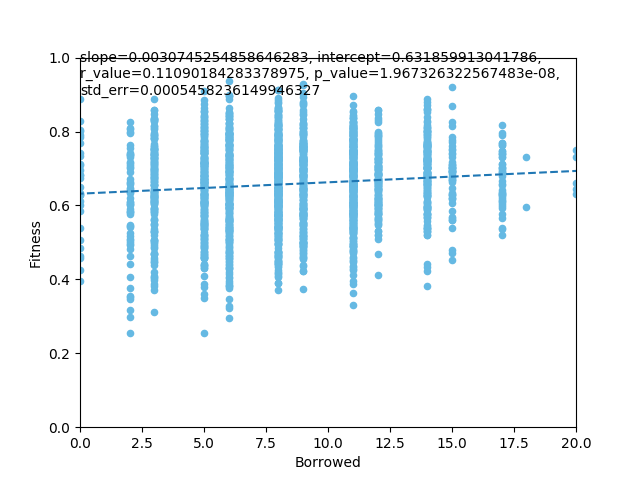 slope=0.0030745254858646283, intercept=0.631859913041786,
r_value=0.11090184283378975, p_value=1.967326322567483e-08,
std_err=0.0005458236149946327
1.0
0.8
0.6
0.4
0.2
0.0
Fitness
0.0 2.5 5.0 7.5 10.0 12.5 15.0 17.5 20.0
Borrowed